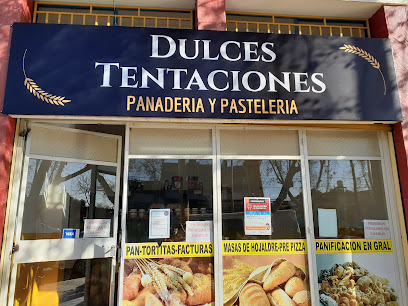 DULCES
TENTACIONES
PANADERIA Y PASTELERIA
PAN-TORTITAS-FACTURAS
MASAS DE HOJALDRE-PRE PIZZA
PANIFICACION EN GRAL